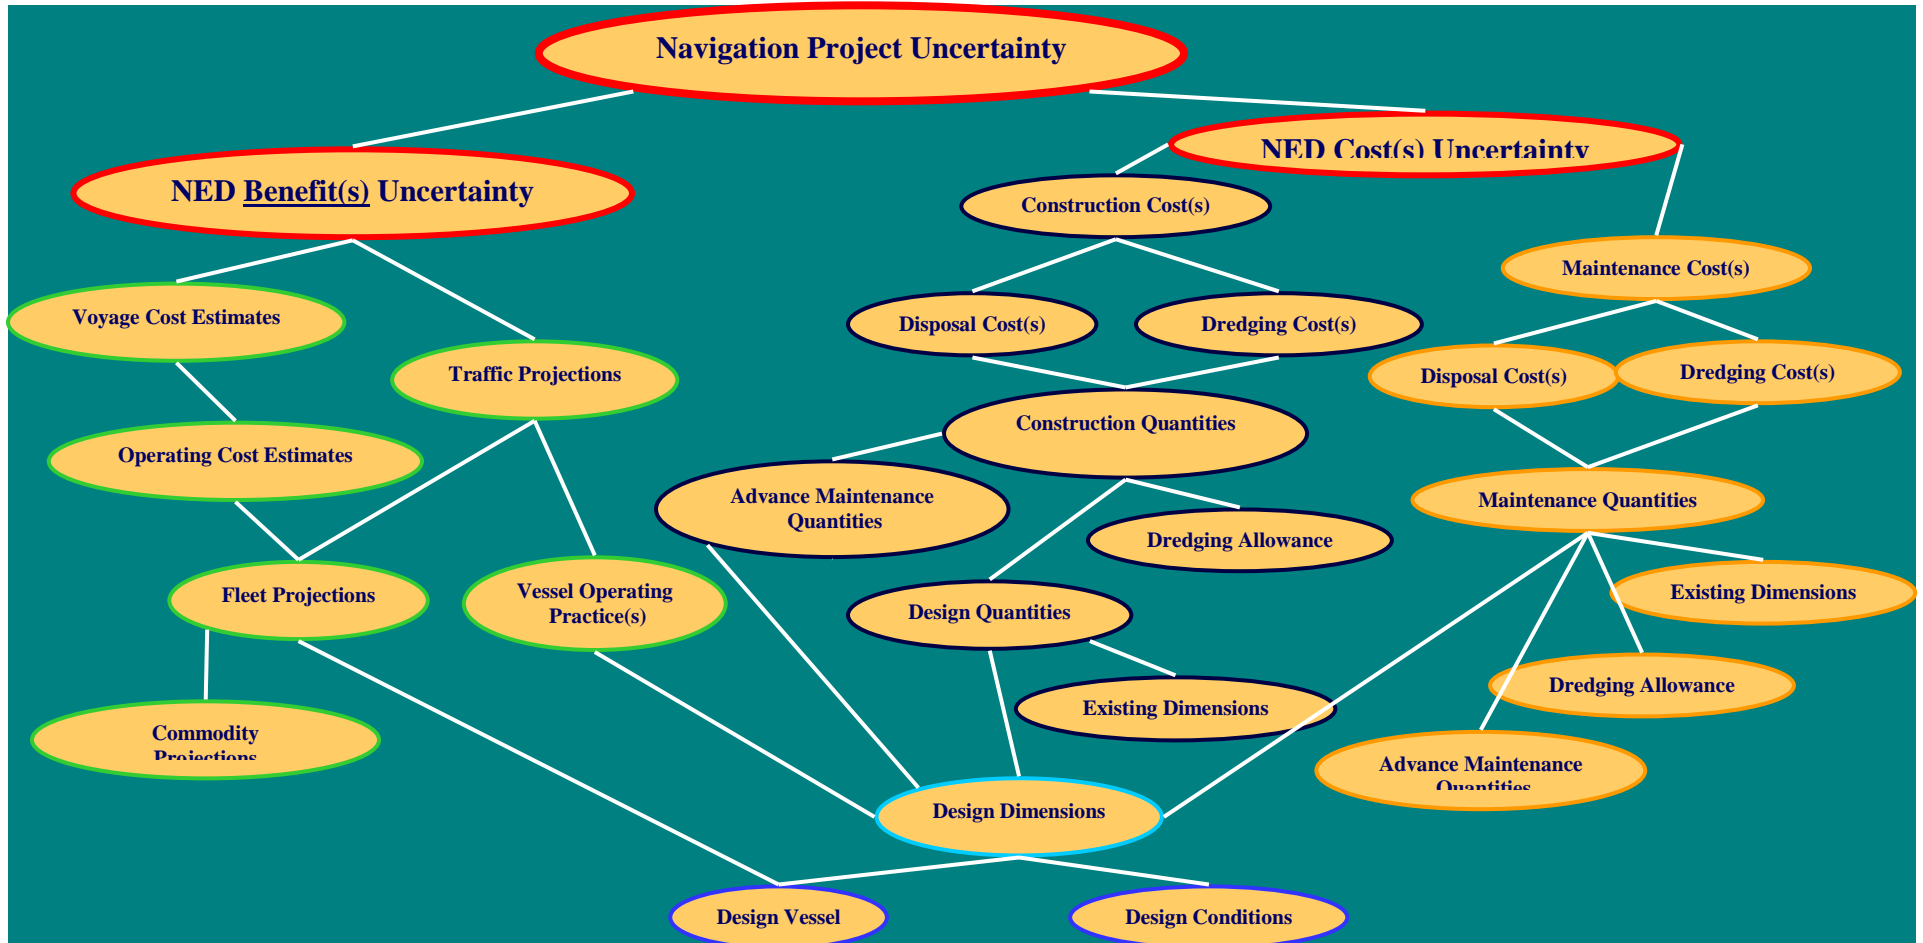 Navigation Project Uncertainty
NED Cost(s) Uncertainty
NED Benefit(s) Uncertainty
Construction Cost(s)
Maintenance Cost(s)
Voyage Cost Estimates
Disposal Cost(s)
Dredging Cost(s)
Traffic Projections
Disposal Cost(s)
Dredging Cost(s)
Construction Quantities
Operating Cost Estimates
Advance Maintenance
Quantities
Maintenance Quantities
Dredging Allowance
Fleet Projections
Vessel Operating
Practice(s)
Design Quantities
Existing Dimensions
Existing Dimensions
Dredging Allowance
Commodity
Projections
Advance Maintenance
Quantities
Design Dimensions
Design Vessel
Design Conditions